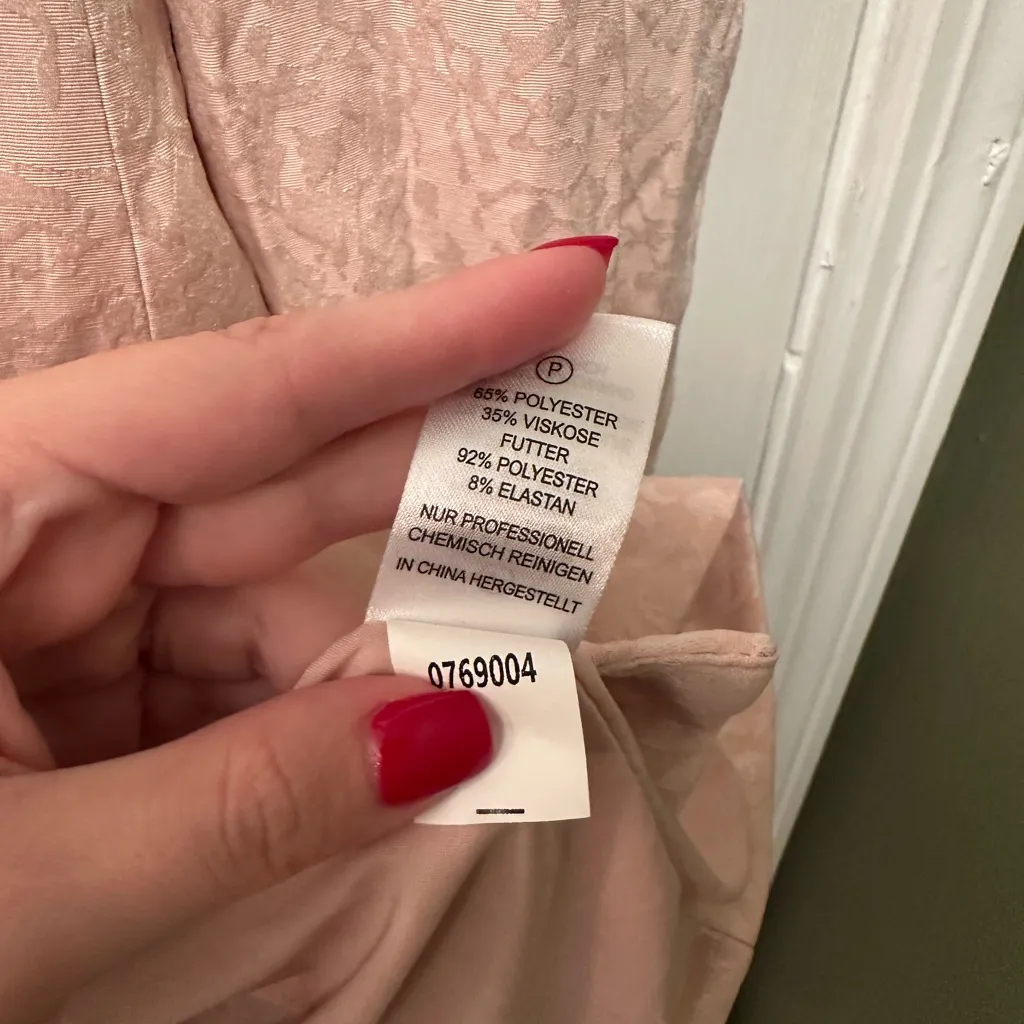 P
65% POLYESTER
35% VISKOSE
FUTTER
92% POLYESTER
8% ELASTAN
NUR PROFESSIONELL
CHEMISCH REINIGEN
IN CHINA HERGESTELLT
0769004